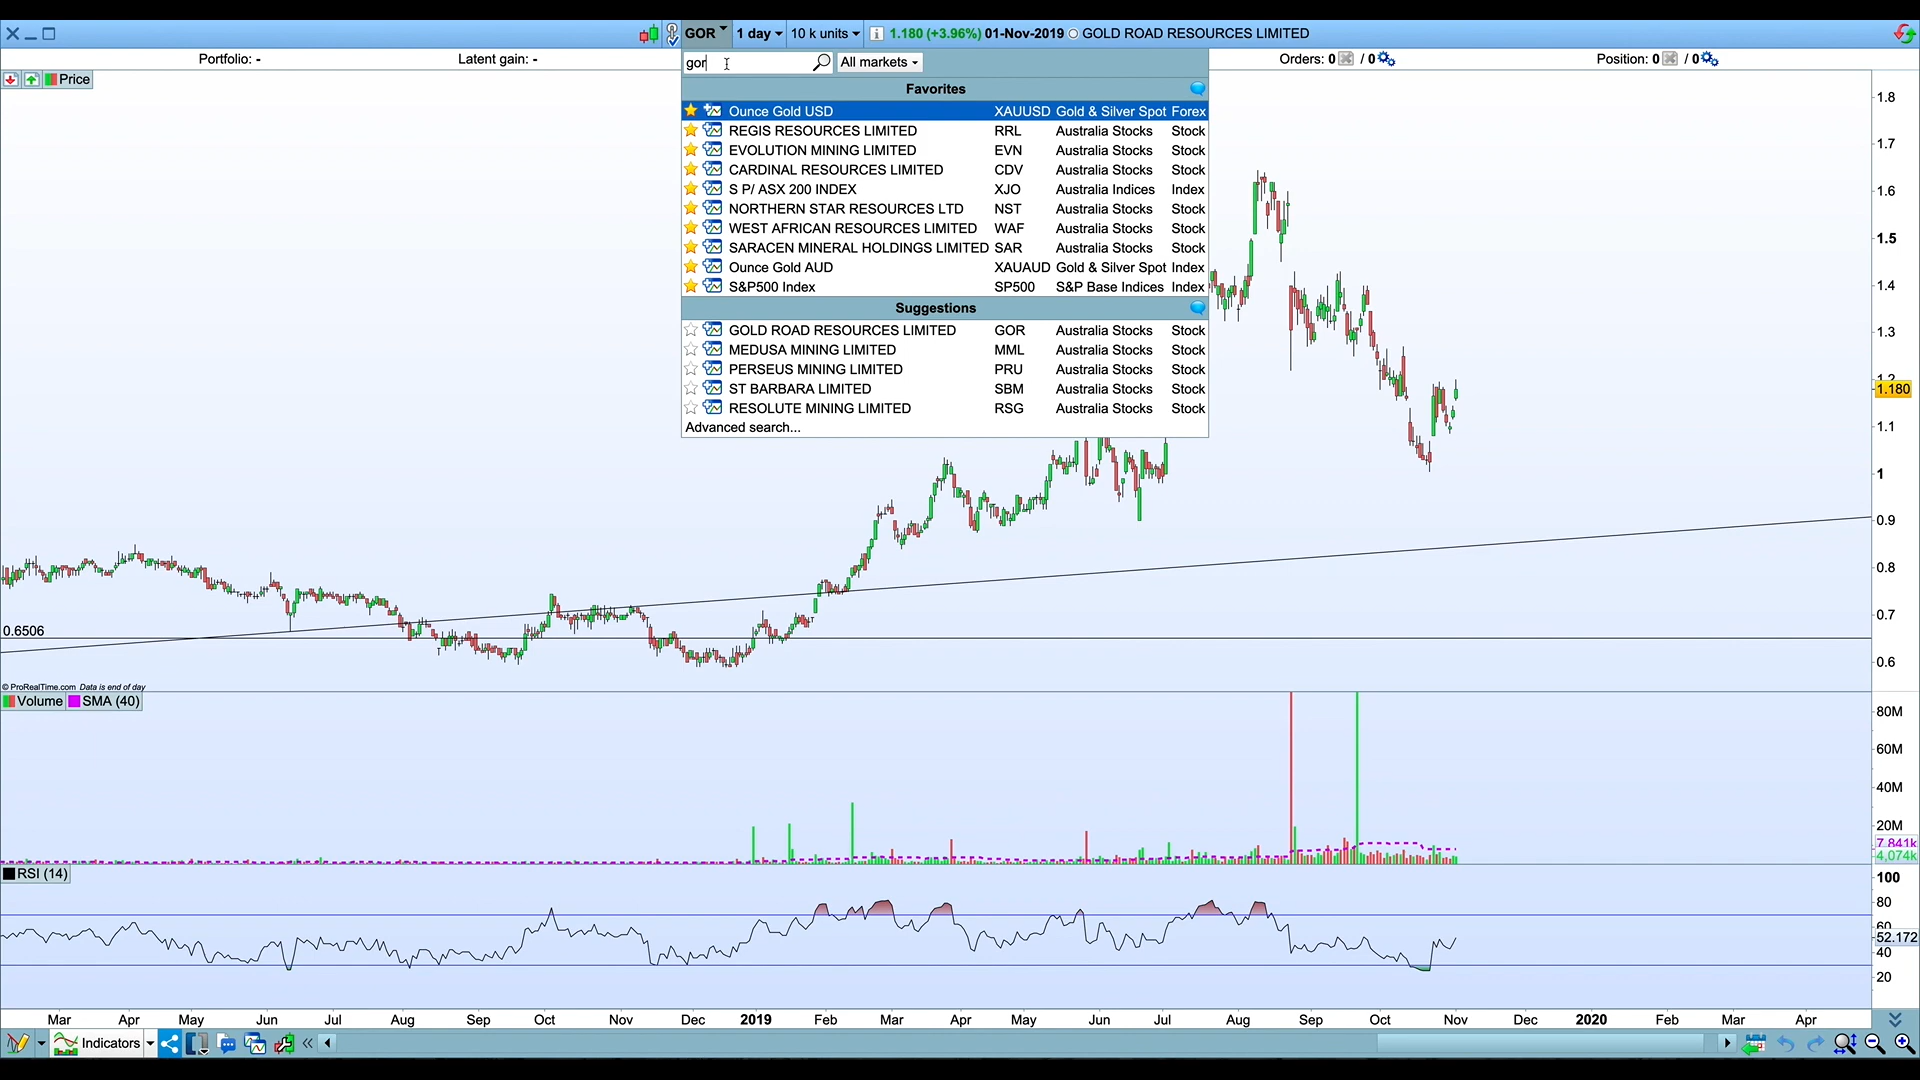 GOR 1 day 10 k units 1.180 (+3.96%) 01-Nov-2019 GOLD ROAD RESOURCES LIMITED
Portfolio: - Latent gain: - gor All markets Orders: 0 / 0 Position: 0 / 0
Price
Favorites
Ounce Gold USD XAUUSD Gold & Silver Spot Forex
REGIS RESOURCES LIMITED RRL Australia Stocks Stock
EVOLUTION MINING LIMITED EVN Australia Stocks Stock
CARDINAL RESOURCES LIMITED CDV Australia Stocks Stock
S P/ ASX 200 INDEX XJO Australia Indices Index
NORTHERN STAR RESOURCES LTD NST Australia Stocks Stock
WEST AFRICAN RESOURCES LIMITED WAF Australia Stocks Stock
SARACEN MINERAL HOLDINGS LIMITED SAR Australia Stocks Stock
Ounce Gold AUD XAUAUD Gold & Silver Spot Index
S&P500 Index SP500 S&P Base Indices Index
Suggestions
GOLD ROAD RESOURCES LIMITED GOR Australia Stocks Stock
MEDUSA MINING LIMITED MML Australia Stocks Stock
PERSEUS MINING LIMITED PRU Australia Stocks Stock
ST BARBARA LIMITED SBM Australia Stocks Stock
RESOLUTE MINING LIMITED RSG Australia Stocks Stock
Advanced search...
1.8
1.7
1.6
1.5
1.4
1.3
1.2
1.180
1.1
1
0.9
0.8
0.7
0.6506
0.6
© ProRealTime.com Data is end of day
Volume SMA (40)
80M
60M
40M
20M
7,841k
4,074k
RSI (14)
100
80
60
52.172
40
20
Mar Apr May Jun Jul Aug Sep Oct Nov Dec 2019 Feb Mar Apr May Jun Jul Aug Sep Oct Nov Dec 2020 Feb Mar Apr
Indicators